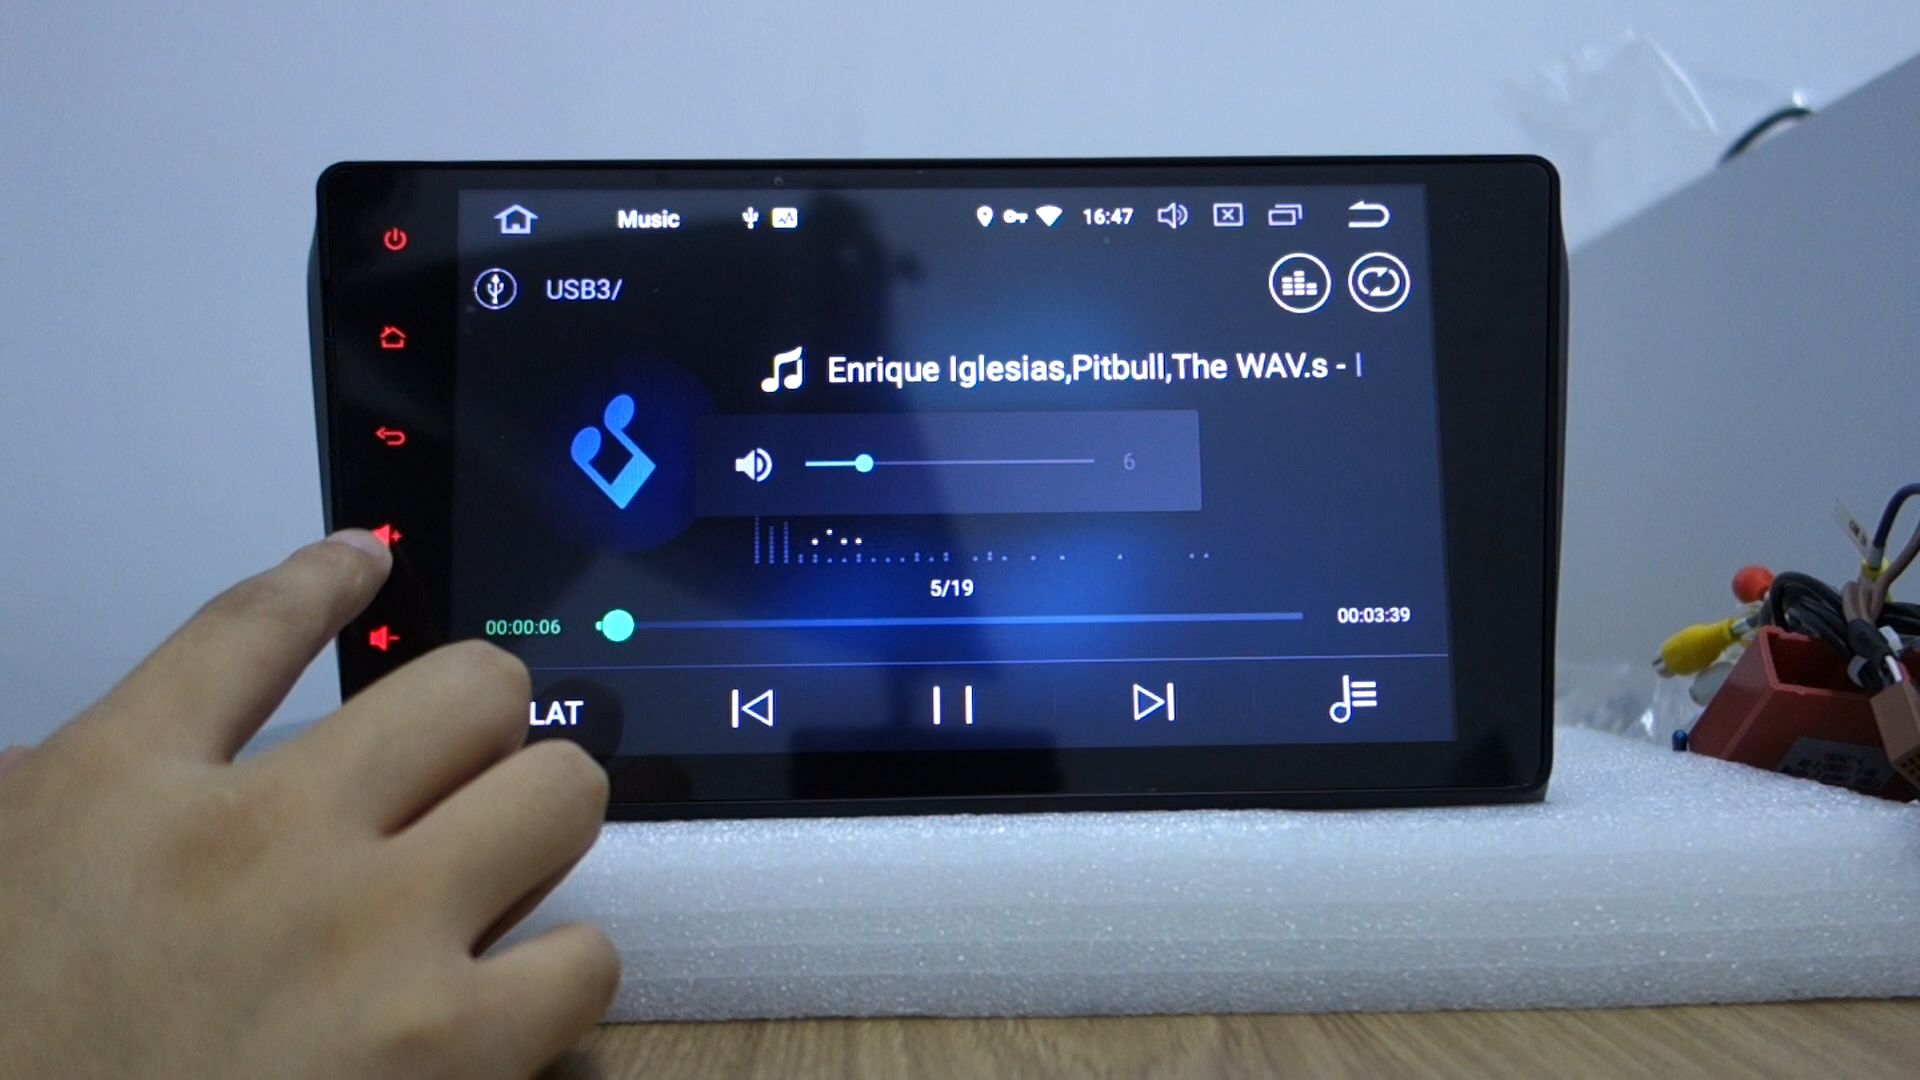 Music
16:47
USB3/
Enrique Iglesias,Pitbull,The WAV.s -
6
5/19
00:00:06
00:03:39
LAT